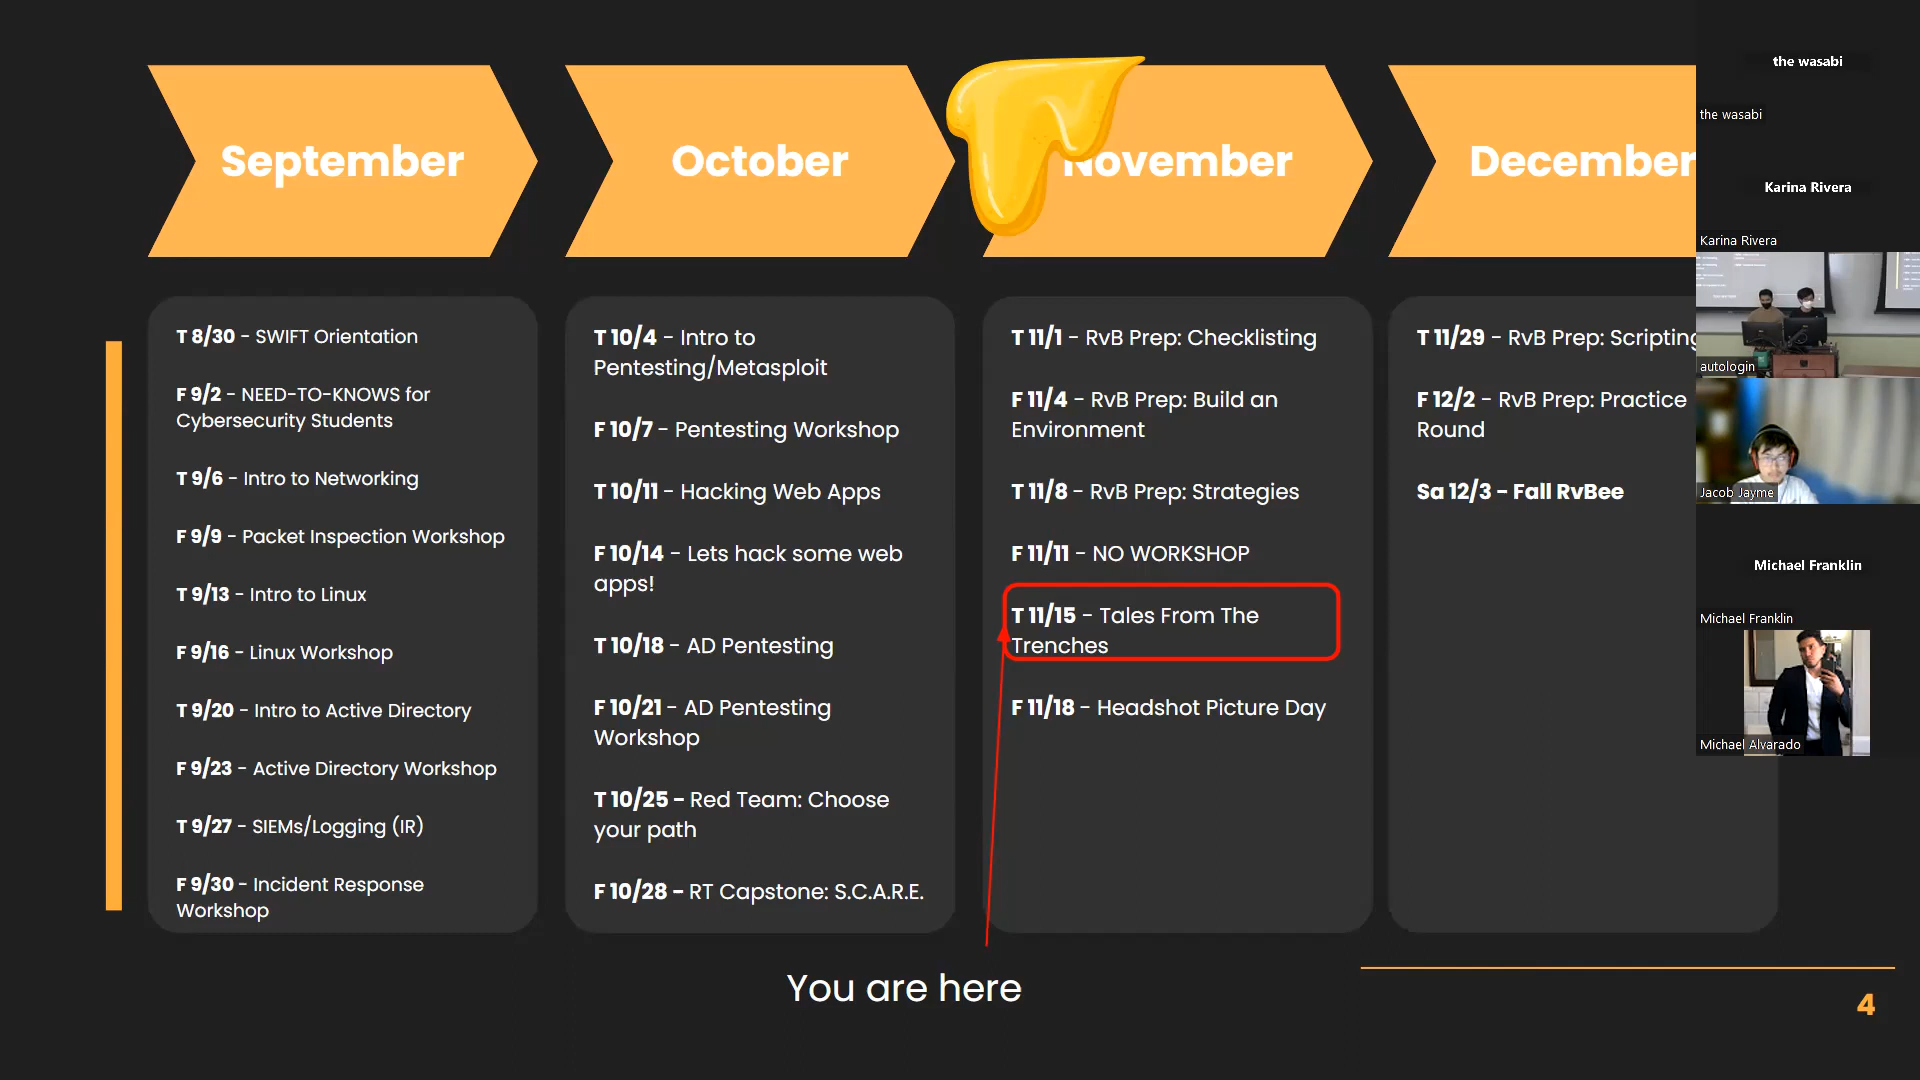 September
T 8/30 - SWIFT Orientation
F 9/2 - NEED-TO-KNOWS for
Cybersecurity Students
T 9/6 - Intro to Networking
F 9/9 - Packet Inspection Workshop
T 9/13 - Intro to Linux
F 9/16 - Linux Workshop
T 9/20 - Intro to Active Directory
F 9/23 - Active Directory Workshop
T 9/27 - SIEMs/Logging (IR)
F 9/30 - Incident Response
Workshop
October
T 10/4 - Intro to
Pentesting/Metasploit
F 10/7 - Pentesting Workshop
T 10/11 - Hacking Web Apps
F 10/14 - Lets hack some web
apps!
T 10/18 - AD Pentesting
F 10/21 - AD Pentesting
Workshop
T 10/25 - Red Team: Choose
your path
F 10/28 - RT Capstone: S.C.A.R.E.
November
T 11/1 - RvB Prep: Checklisting
F 11/4 - RvB Prep: Build an
Environment
T 11/8 - RvB Prep: Strategies
F 11/11 - NO WORKSHOP
T 11/15 - Tales From The
Trenches
F 11/18 - Headshot Picture Day
December
T 11/29 - RvB Prep: Scripting
F 12/2 - RvB Prep: Practice
Round
Sa 12/3 - Fall RvBee
You are here
4
the wasabi
the wasabi
Karina Rivera
Karina Rivera
autologin
Jacob Jayme
Michael Franklin
Michael Franklin
Michael Alvarado